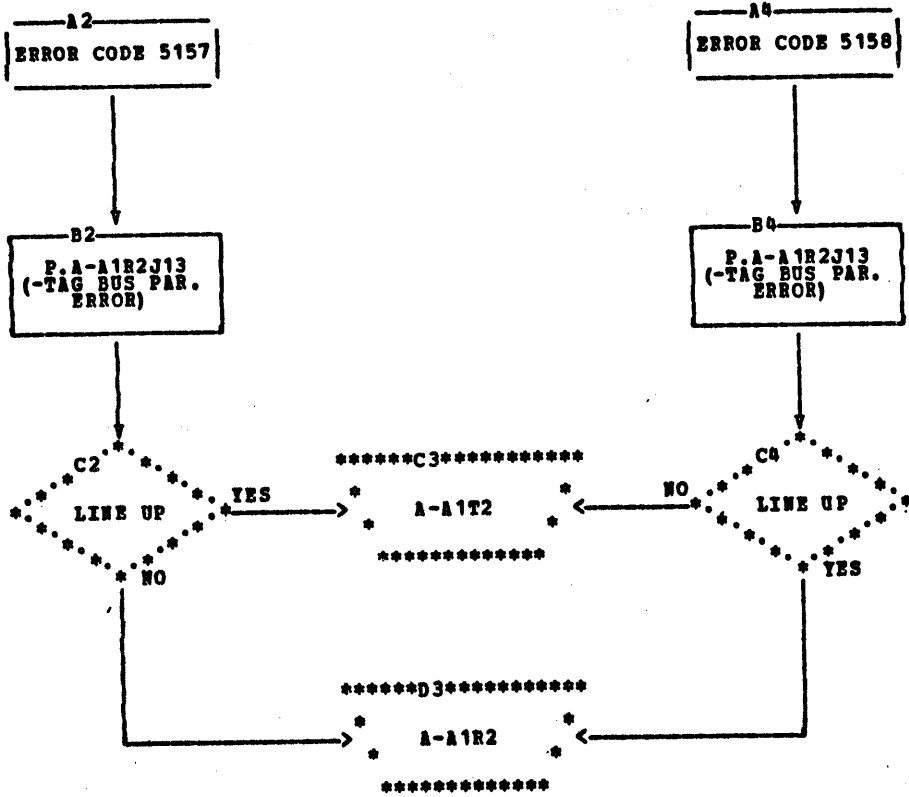 A2
ERROR CODE 5157
A4
ERROR CODE 5158
B2
P.A-A1R2J13
(-TAG BUS PAR.
ERROR)
B4
P.A-A1R2J13
(-TAG BUS PAR.
ERROR)
C2
LINE UP
YES
NO
******C3***********
* A-A1T2 *
* *
*************
C4
LINE UP
NO
YES
******D3***********
* A-A1R2 *
* *
*************